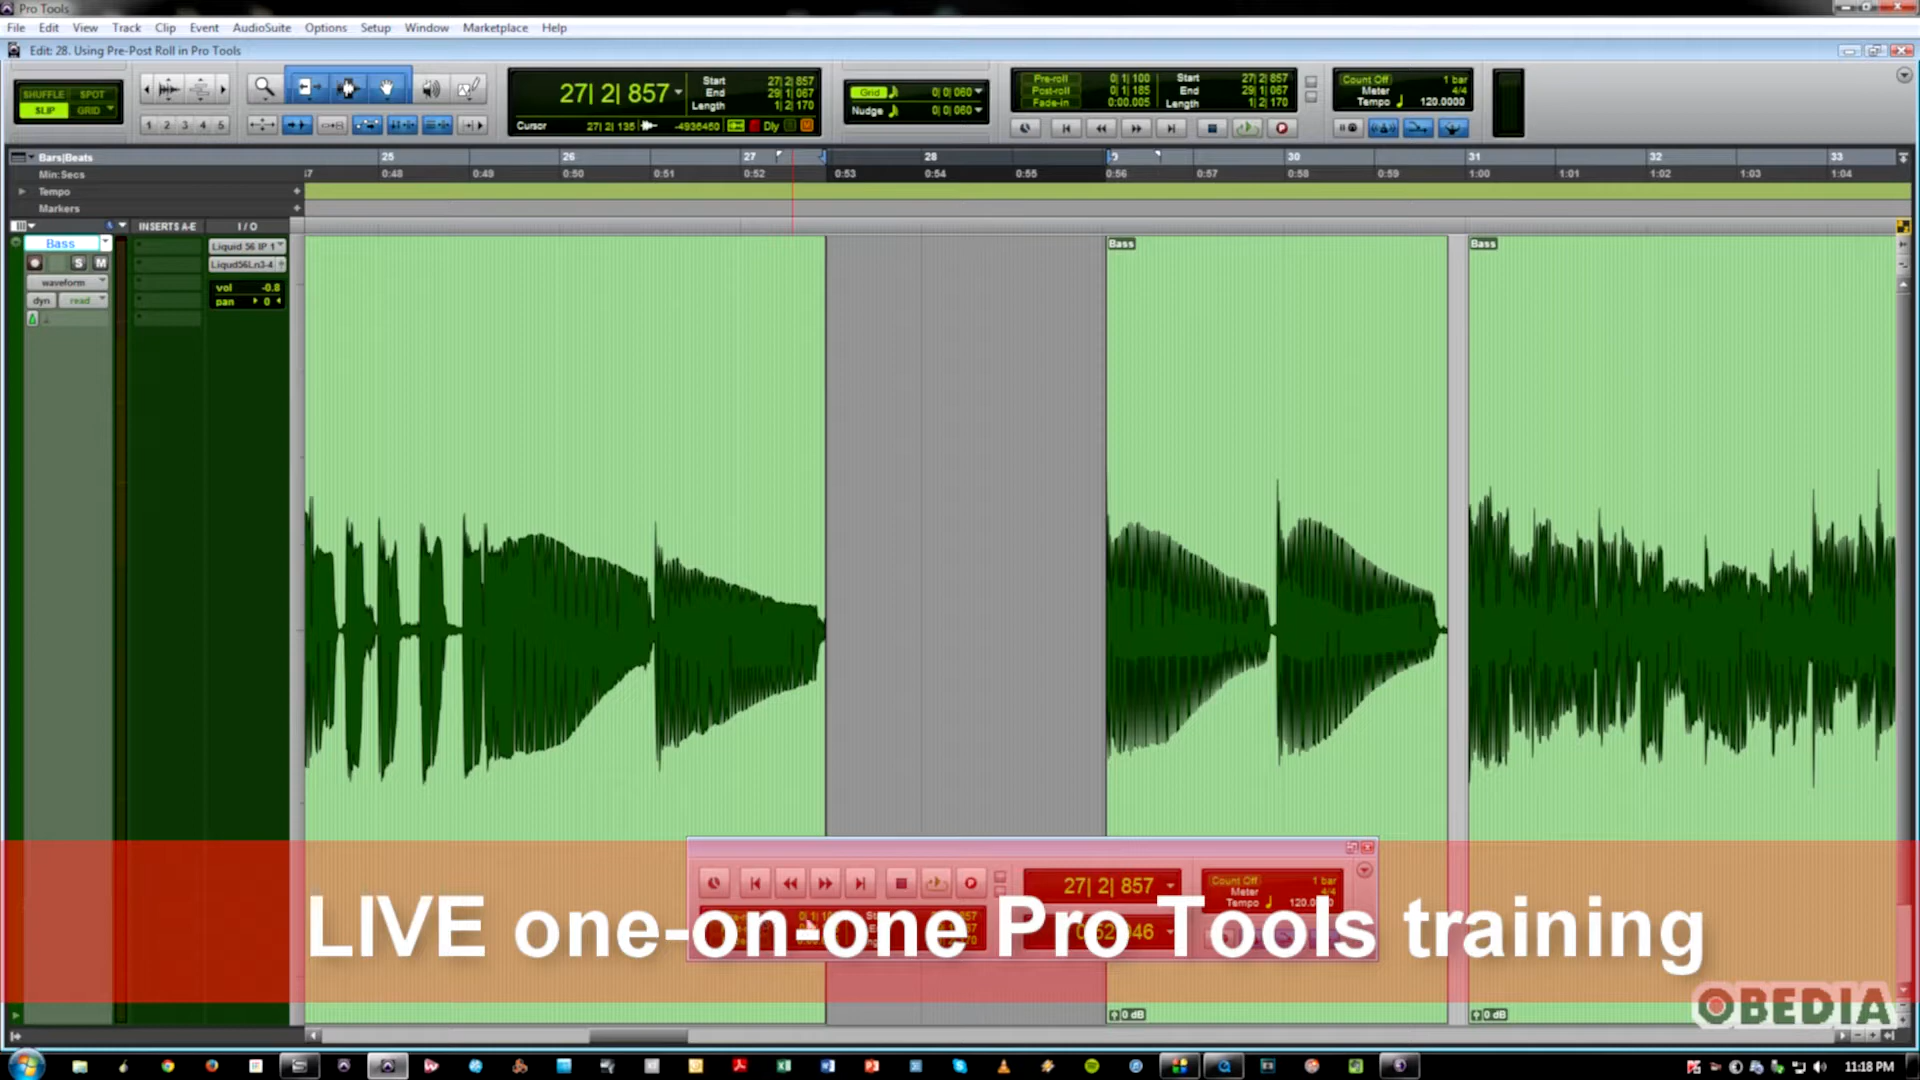 Pro Tools
File Edit View Track Clip Event AudioSuite Options Setup Window Marketplace Help
Edit: 28. Using Pre-Post Roll in Pro Tools
SHUFFLE SPOT
SLIP GRID
1 2 3 4 5
27| 2| 857
Start 27| 2| 857
End 29| 1| 067
Length 1| 2| 170
Cursor 27| 2| 135 -4936460 Dly
Grid 0| 0| 060
Nudge 0| 0| 060
Pre-roll 0| 1| 100
Post-roll 0| 1| 185
Fade-in 0:00.005
Start 27| 2| 857
End 29| 1| 067
Length 1| 2| 170
Count Off 1 bar
Meter 4/4
Tempo 120.0000
Bars|Beats 25 26 27 28 29 30 31 32 33
Min:Secs 0:48 0:49 0:50 0:51 0:52 0:53 0:54 0:55 0:56 0:57 0:58 0:59 1:00 1:01 1:02 1:03 1:04
Tempo
Markers
INSERTS A-E I / O
Bass
S M
waveform
dyn read
Liquid 56 IP 1
Liqud56Ln3-4
vol -0.8
pan 0
Bass
Bass
27| 2| 857
Count Off 1 bar
Meter 4/4
Tempo
LIVE one-on-one Pro Tools training
0 dB
0 dB
OBEDIA
11:18 PM